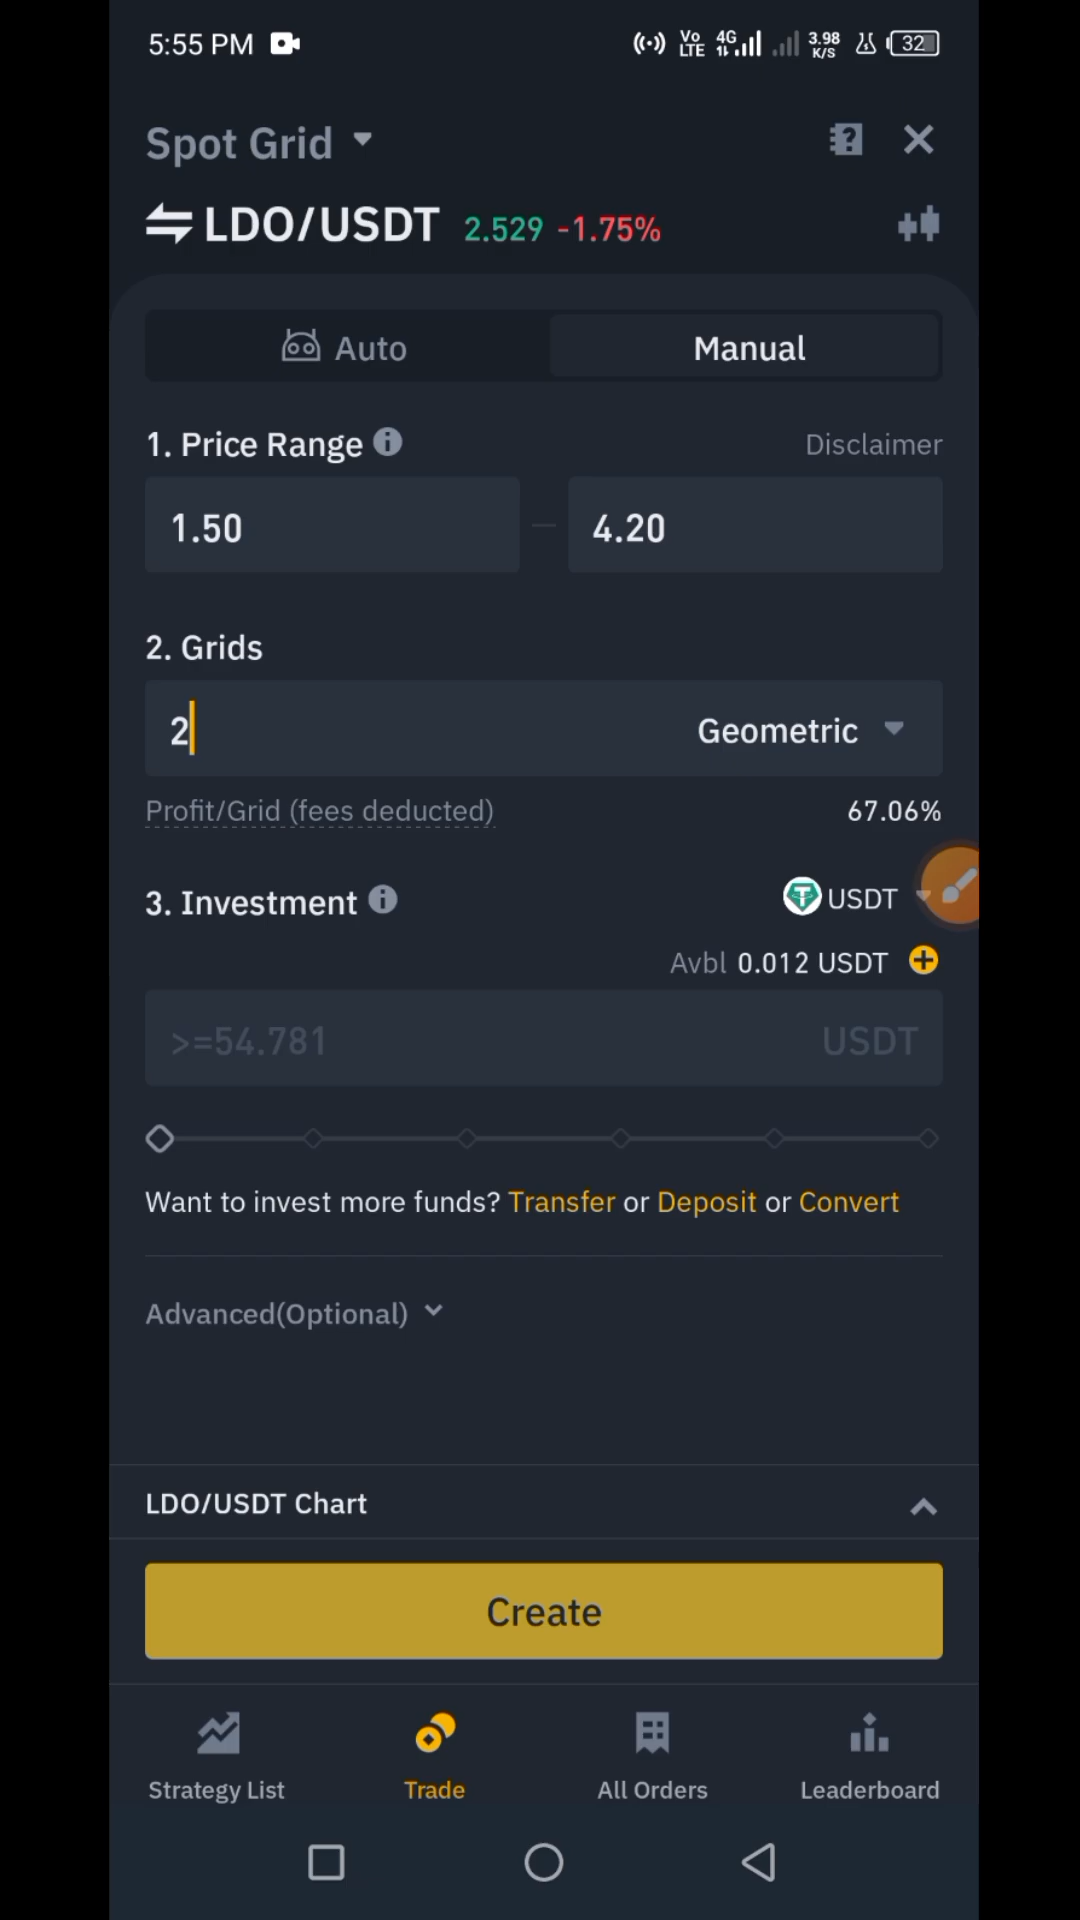 5:55 PM Vo LTE 4G 3.98 K/S 32
Spot Grid
LDO/USDT 2.529 -1.75%
Auto Manual
1. Price Range Disclaimer
1.50 4.20
2. Grids
2 Geometric
Profit/Grid (fees deducted) 67.06%
3. Investment USDT
Avbl 0.012 USDT
>=54.781 USDT
Want to invest more funds? Transfer or Deposit or Convert
Advanced(Optional)
LDO/USDT Chart
Create
Strategy List Trade All Orders Leaderboard